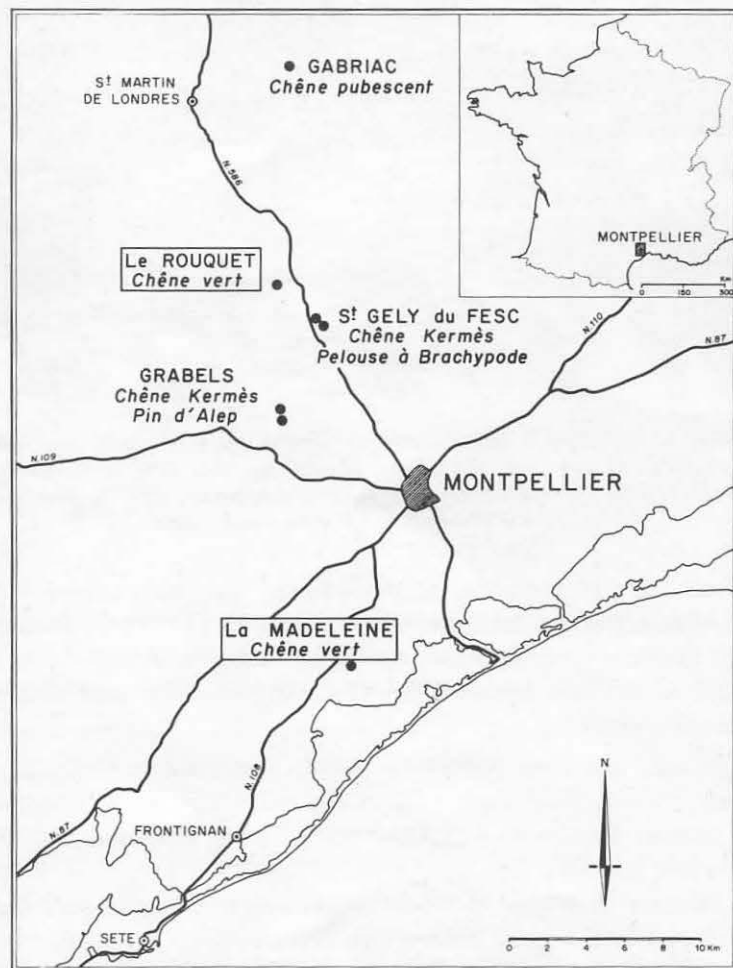 GABRIAC
Chêne pubescent
Sᵗ MARTIN
DE LONDRES
N.586
MONTPELLIER
Km
0 150 300
Le ROUQUET
Chêne vert
Sᵗ GELY du FESC
Chêne Kermès
Pelouse à Brachypode
N.110
N.87
GRABELS
Chêne Kermès
Pin d'Alep
N.109
MONTPELLIER
La MADELEINE
Chêne vert
N.108
N.87
FRONTIGNAN
SETE
N
0 2 4 6 8 10 Km